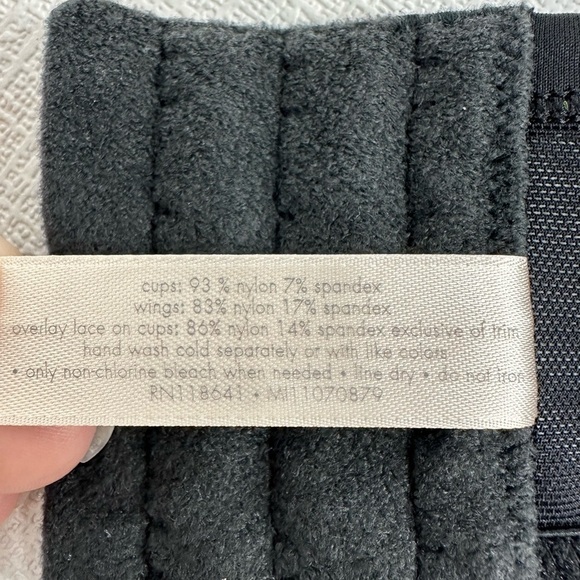 cups: 93 % nylon 7% spandex
wings: 83% nylon 17% spandex
overlay lace on cups: 86% nylon 14% spandex exclusive of trim
hand wash cold separately or with like colors
• only non-chlorine bleach when needed • line dry • do not iron
RN118641 • MI11070879